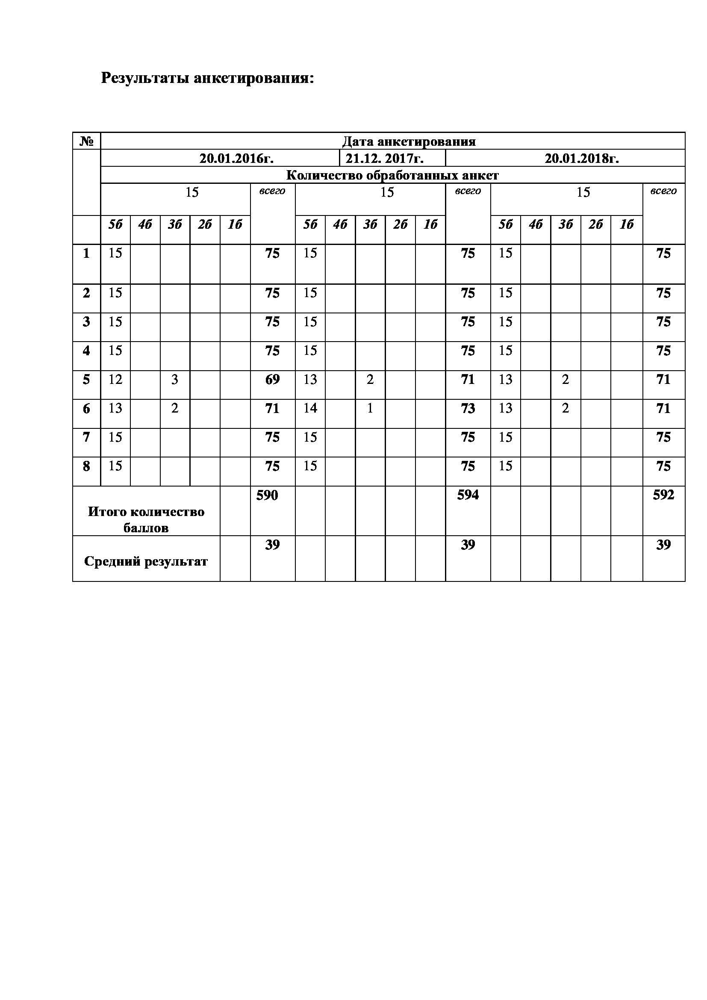 Результаты анкетирования:
№ Дата анкетирования
20.01.2016г. 21.12. 2017г. 20.01.2018г.
Количество обработанных анкет
15 всего 15 всего 15 всего
5б 4б 3б 2б 1б 5б 4б 3б 2б 1б 5б 4б 3б 2б 1б
1 15 75 15 75 15 75
2 15 75 15 75 15 75
3 15 75 15 75 15 75
4 15 75 15 75 15 75
5 12 3 69 13 2 71 13 2 71
6 13 2 71 14 1 73 13 2 71
7 15 75 15 75 15 75
8 15 75 15 75 15 75
590 594 592
Итого количество
баллов
39 39 39
Средний результат